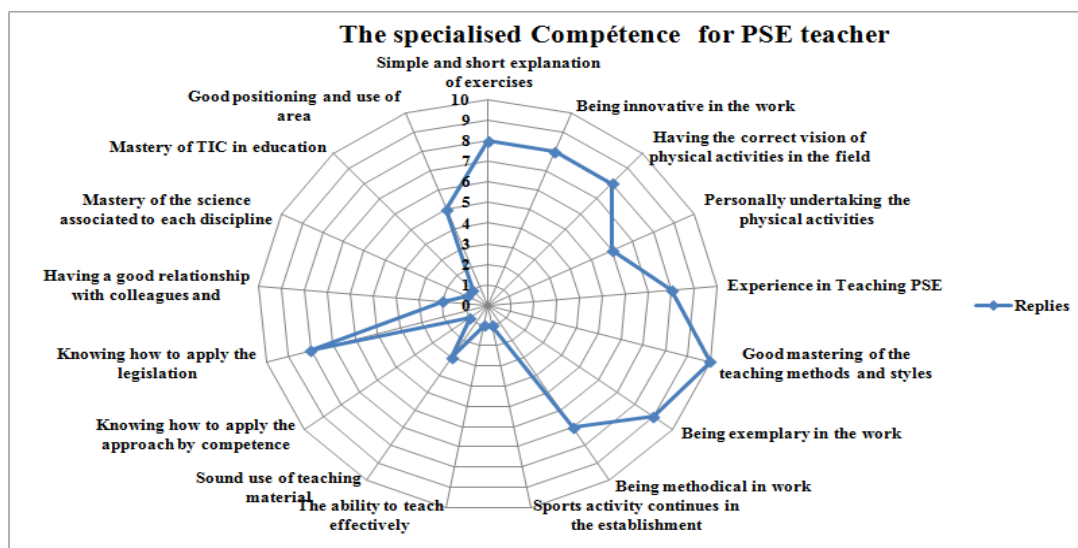 The specialised Compétence for PSE teacher
Simple and short explanation
of exercises
Being innovative in the work
Having the correct vision of
physical activities in the field
Personally undertaking the
physical activities
Experience in Teaching PSE
Good mastering of the
teaching methods and styles
Being exemplary in the work
Being methodical in work
Sports activity continues in
the establishment
The ability to teach
effectively
Sound use of teaching
material
Knowing how to apply the
approach by competence
Knowing how to apply the
legislation
Having a good relationship
with colleagues and
Mastery of the science
associated to each discipline
Mastery of TIC in education
Good positioning and use of
area
10
9
8
7
6
5
4
3
2
1
0
Replies